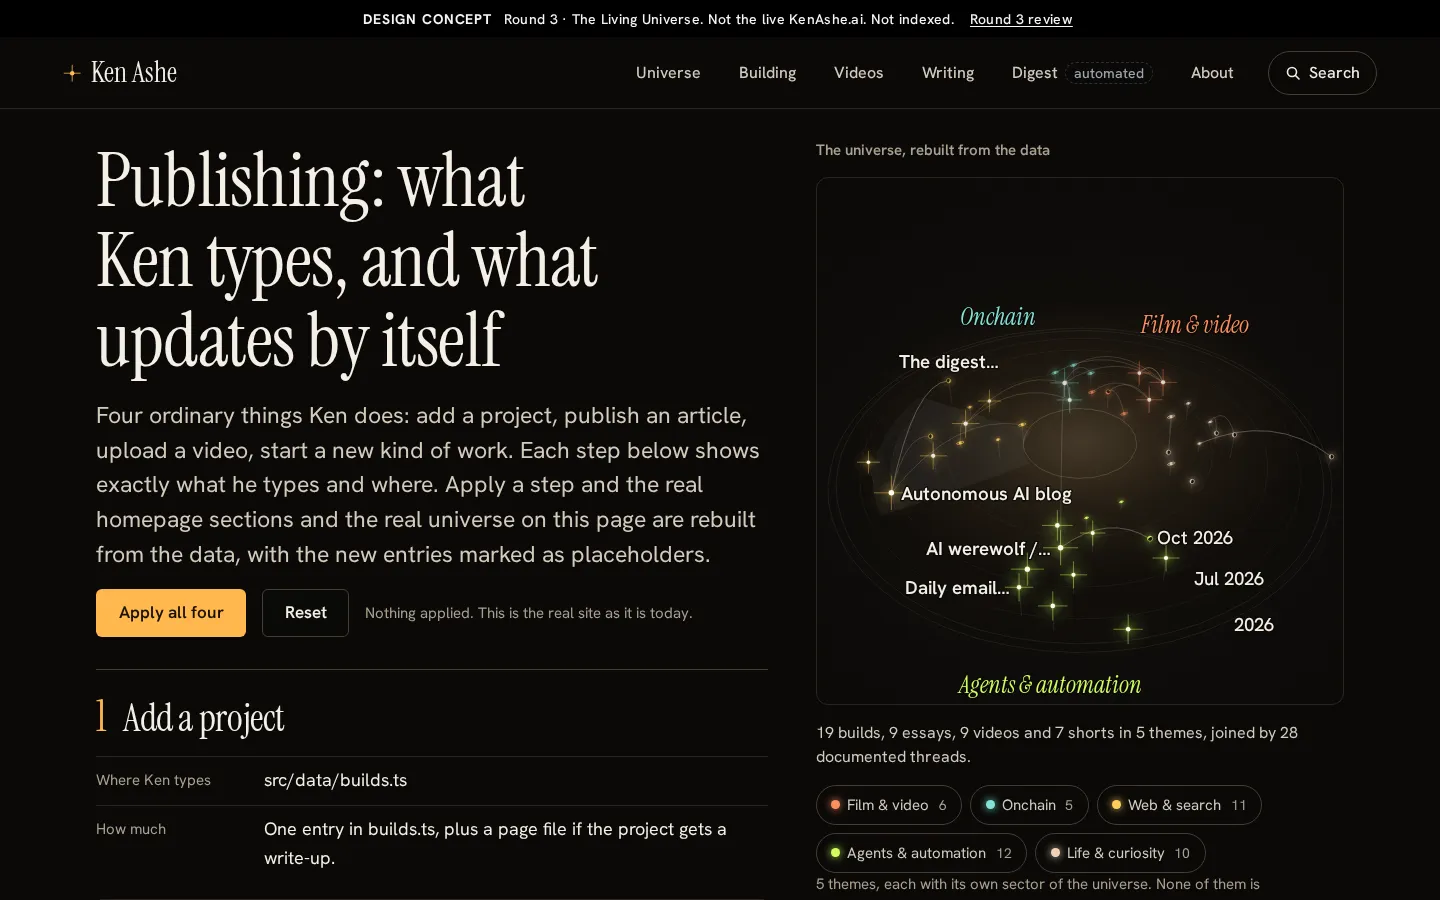 DESIGN CONCEPT Round 3 · The Living Universe. Not the live KenAshe.ai. Not indexed. Round 3 review
Ken Ashe
Universe Building Videos Writing Digest automated About Search
Publishing: what
Ken types, and what
updates by itself
Four ordinary things Ken does: add a project, publish an article,
upload a video, start a new kind of work. Each step below shows
exactly what he types and where. Apply a step and the real
homepage sections and the real universe on this page are rebuilt
from the data, with the new entries marked as placeholders.
Apply all four Reset Nothing applied. This is the real site as it is today.
1 Add a project
Where Ken types src/data/builds.ts
How much One entry in builds.ts, plus a page file if the project gets a
write-up.
The universe, rebuilt from the data
Onchain
Film & video
The digest...
Autonomous AI blog
Oct 2026
AI werewolf /...
Jul 2026
Daily email...
2026
Agents & automation
19 builds, 9 essays, 9 videos and 7 shorts in 5 themes, joined by 28
documented threads.
Film & video 6 Onchain 5 Web & search 11
Agents & automation 12 Life & curiosity 10
5 themes, each with its own sector of the universe. None of them is